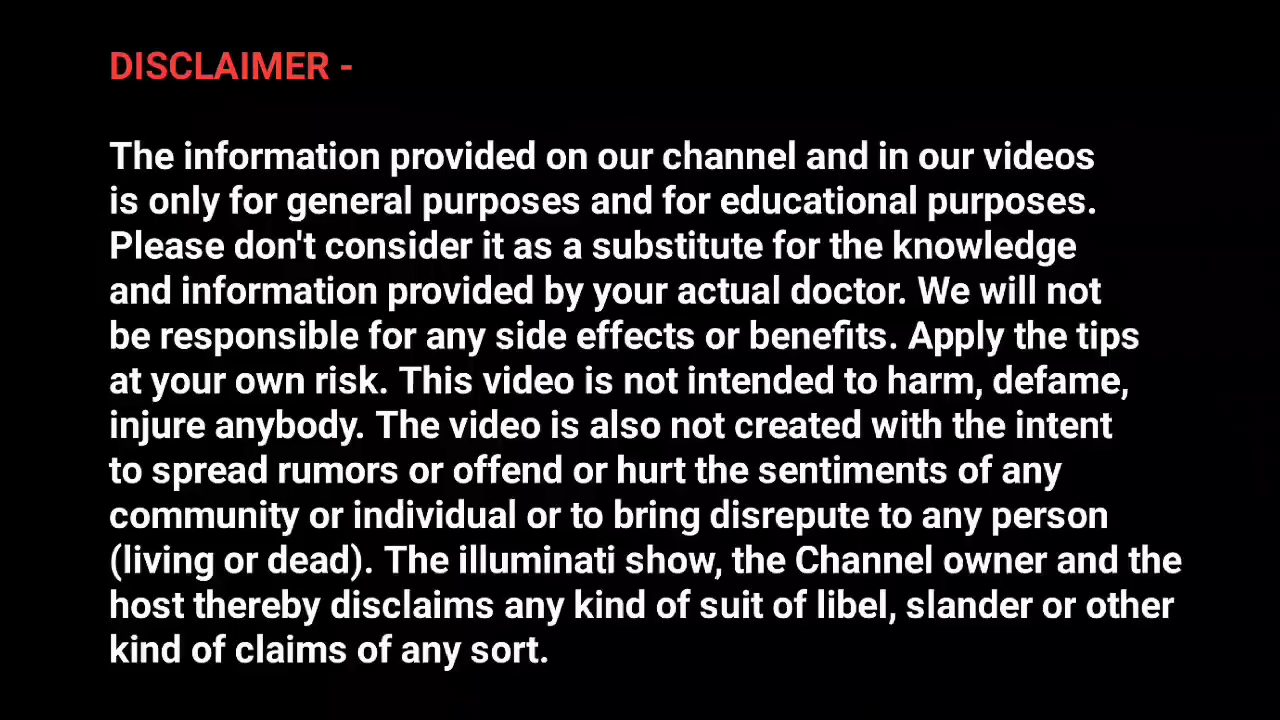 DISCLAIMER -
The information provided on our channel and in our videos
is only for general purposes and for educational purposes.
Please don't consider it as a substitute for the knowledge
and information provided by your actual doctor. We will not
be responsible for any side effects or benefits. Apply the tips
at your own risk. This video is not intended to harm, defame,
injure anybody. The video is also not created with the intent
to spread rumors or offend or hurt the sentiments of any
community or individual or to bring disrepute to any person
(living or dead). The illuminati show, the Channel owner and the
host thereby disclaims any kind of suit of libel, slander or other
kind of claims of any sort.